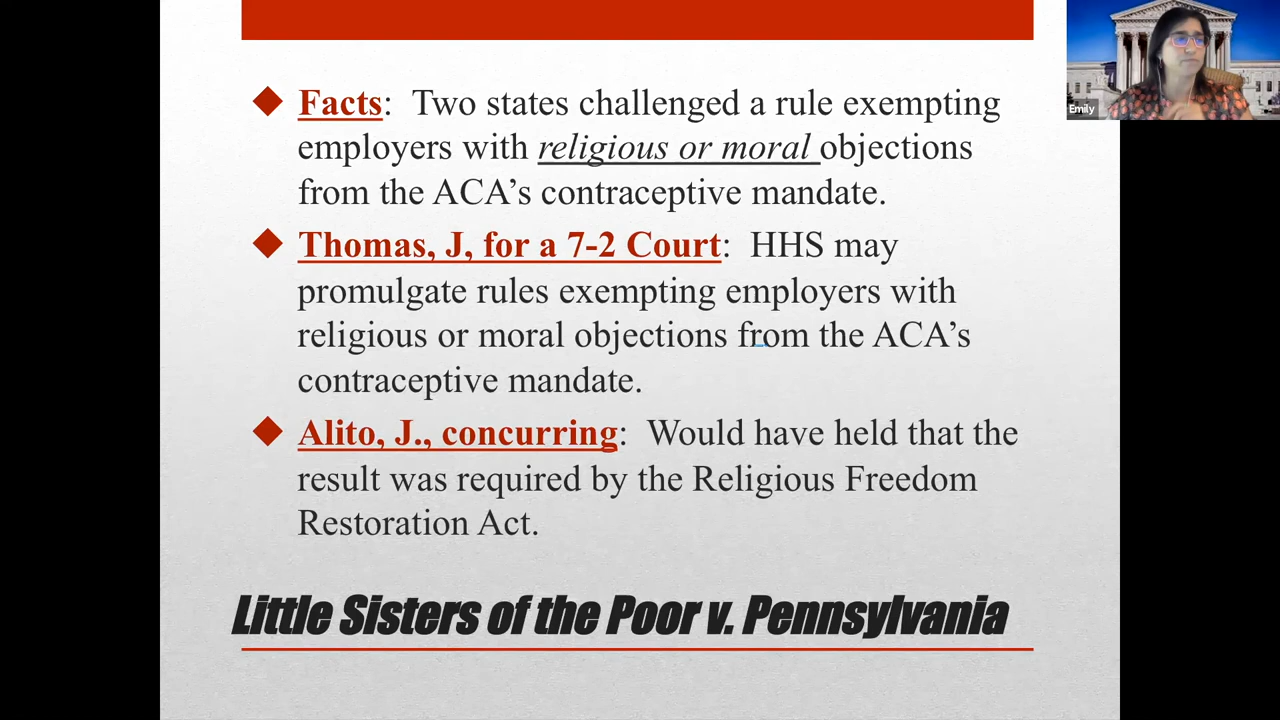 Facts: Two states challenged a rule exempting
employers with religious or moral objections
from the ACA’s contraceptive mandate.
Thomas, J, for a 7-2 Court: HHS may
promulgate rules exempting employers with
religious or moral objections from the ACA’s
contraceptive mandate.
Alito, J., concurring: Would have held that the
result was required by the Religious Freedom
Restoration Act.
Little Sisters of the Poor v. Pennsylvania
Emily